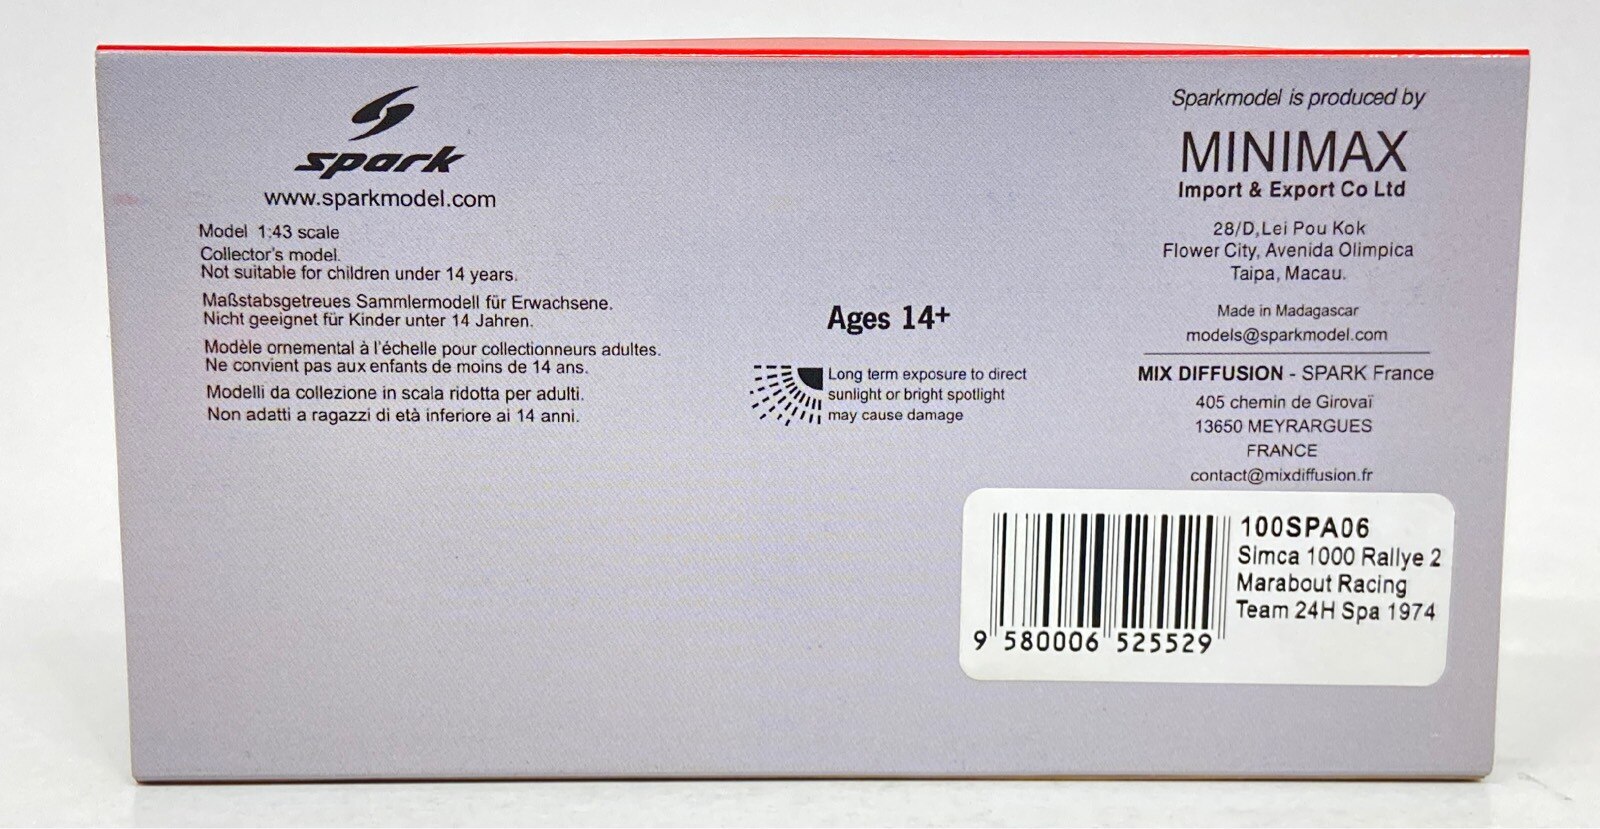 spark
www.sparkmodel.com
Model 1:43 scale
Collector's model.
Not suitable for children under 14 years.
Maßstabsgetreues Sammlermodell für Erwachsene.
Nicht geeignet für Kinder unter 14 Jahren.
Modèle ornemental à l'échelle pour collectionneurs adultes.
Ne convient pas aux enfants de moins de 14 ans.
Modelli da collezione in scala ridotta per adulti.
Non adatti a ragazzi di età inferiore ai 14 anni.
Ages 14+
Long term exposure to direct
sunlight or bright spotlight
may cause damage
Sparkmodel is produced by
MINIMAX
Import & Export Co Ltd
28/D,Lei Pou Kok
Flower City, Avenida Olimpica
Taipa, Macau.
Made in Madagascar
models@sparkmodel.com
MIX DIFFUSION - SPARK France
405 chemin de Girovaï
13650 MEYRARGUES
FRANCE
contact@mixdiffusion.fr
100SPA06
Simca 1000 Rallye 2
Marabout Racing
Team 24H Spa 1974
9 580006 525529